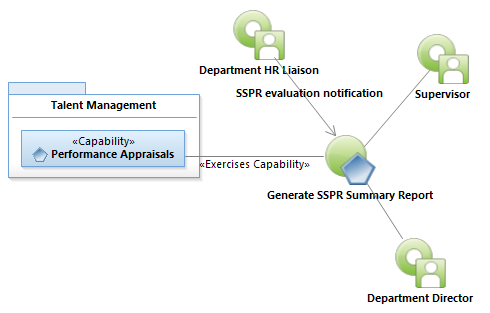 Department HR Liaison
SSPR evaluation notification
Supervisor
Talent Management
«Capability»
Performance Appraisals
«Exercises Capability»
Generate SSPR Summary Report
Department Director